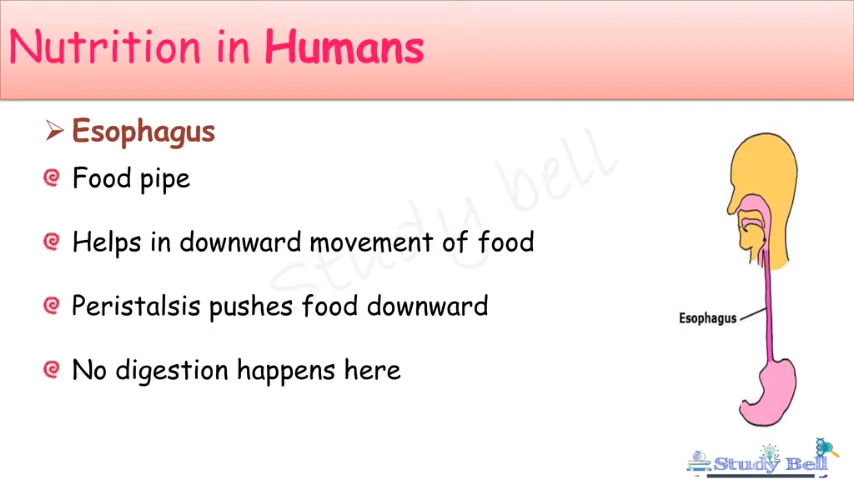 Nutrition in Humans
Esophagus
Food pipe
Helps in downward movement of food
Peristalsis pushes food downward
No digestion happens here
Study bell
Esophagus
Study Bell